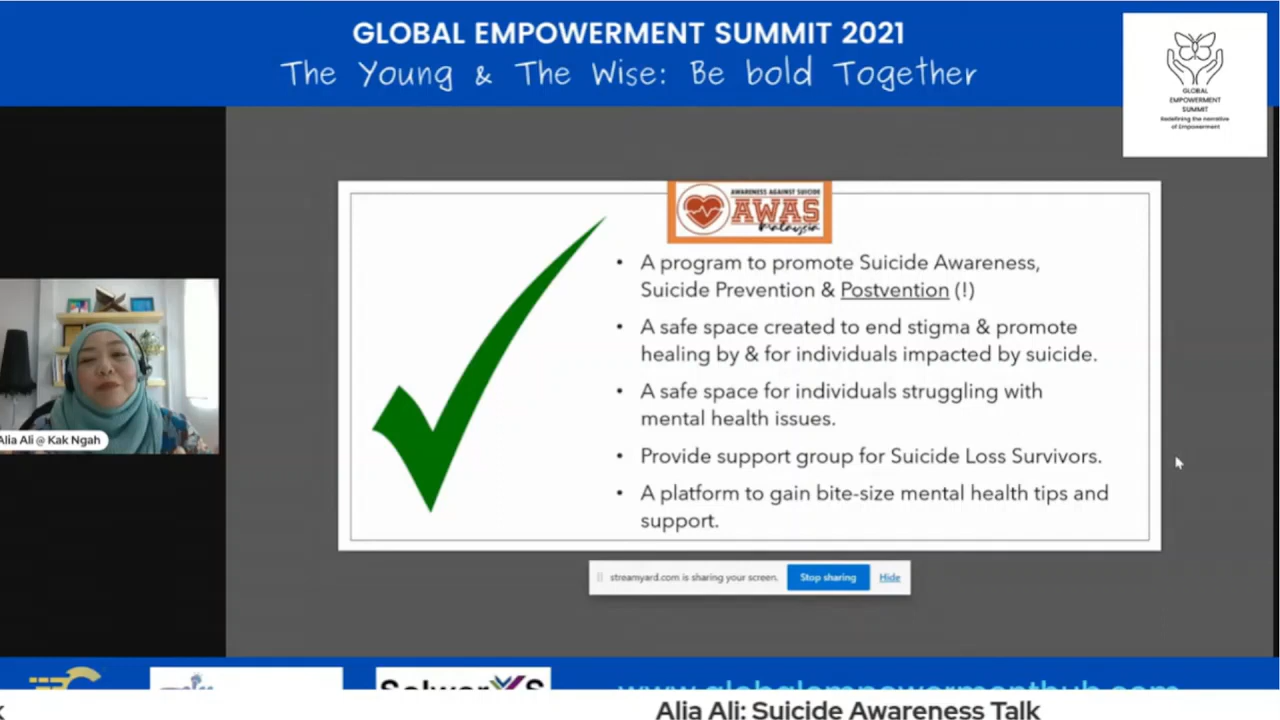 GLOBAL EMPOWERMENT SUMMIT 2021
The Young & The Wise: Be bold Together
GLOBAL
EMPOWERMENT
SUMMIT
Redefining the narrative
of Empowerment
AWARENESS AGAINST SUICIDE
AWAS
Malaysia
• A program to promote Suicide Awareness,
Suicide Prevention & Postvention (!)
• A safe space created to end stigma & promote
healing by & for individuals impacted by suicide.
• A safe space for individuals struggling with
mental health issues.
• Provide support group for Suicide Loss Survivors.
• A platform to gain bite-size mental health tips and
support.
Alia Ali @ Kak Ngah
streamyard.com is sharing your screen.
Stop sharing
Hide
www.globalempowermenthub.com
Alia Ali: Suicide Awareness Talk